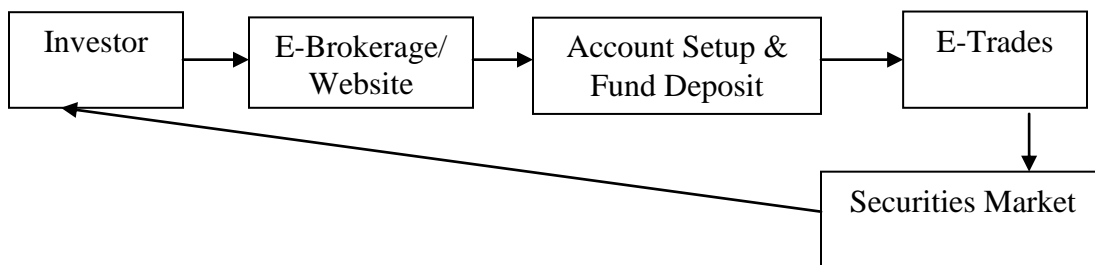 Investor
E-Brokerage/
Website
Account Setup &
Fund Deposit
E-Trades
Securities Market